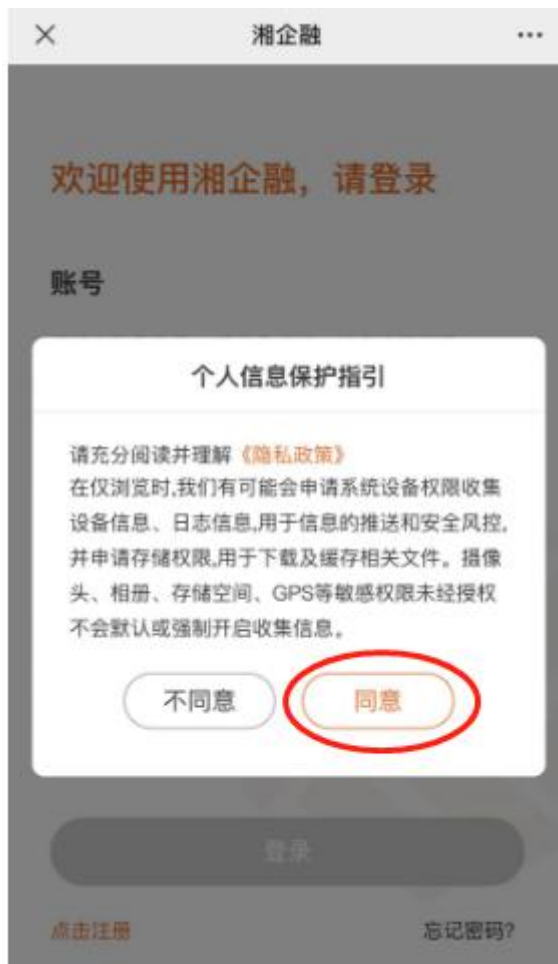 湘企融
欢迎使用湘企融，请登录
账号
个人信息保护指引
请充分阅读并理解《隐私政策》
在仅浏览时,我们有可能会申请系统设备权限收集
设备信息、日志信息,用于信息的推送和安全风控,
并申请存储权限,用于下载及缓存相关文件。摄像
头、相册、存储空间、GPS等敏感权限未经授权
不会默认或强制开启收集信息。
不同意 同意
登录
点击注册 忘记密码?